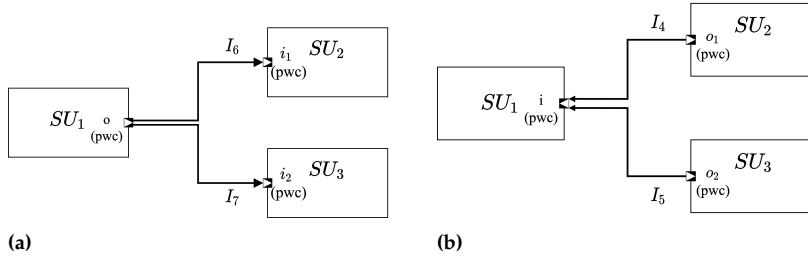 I₆
i₁
SU₂
(pwc)
SU₁
o
(pwc)
i₂
SU₃
(pwc)
I₇
(a)
I₄
o₁
SU₂
(pwc)
SU₁
i
(pwc)
o₂
SU₃
(pwc)
I₅
(b)